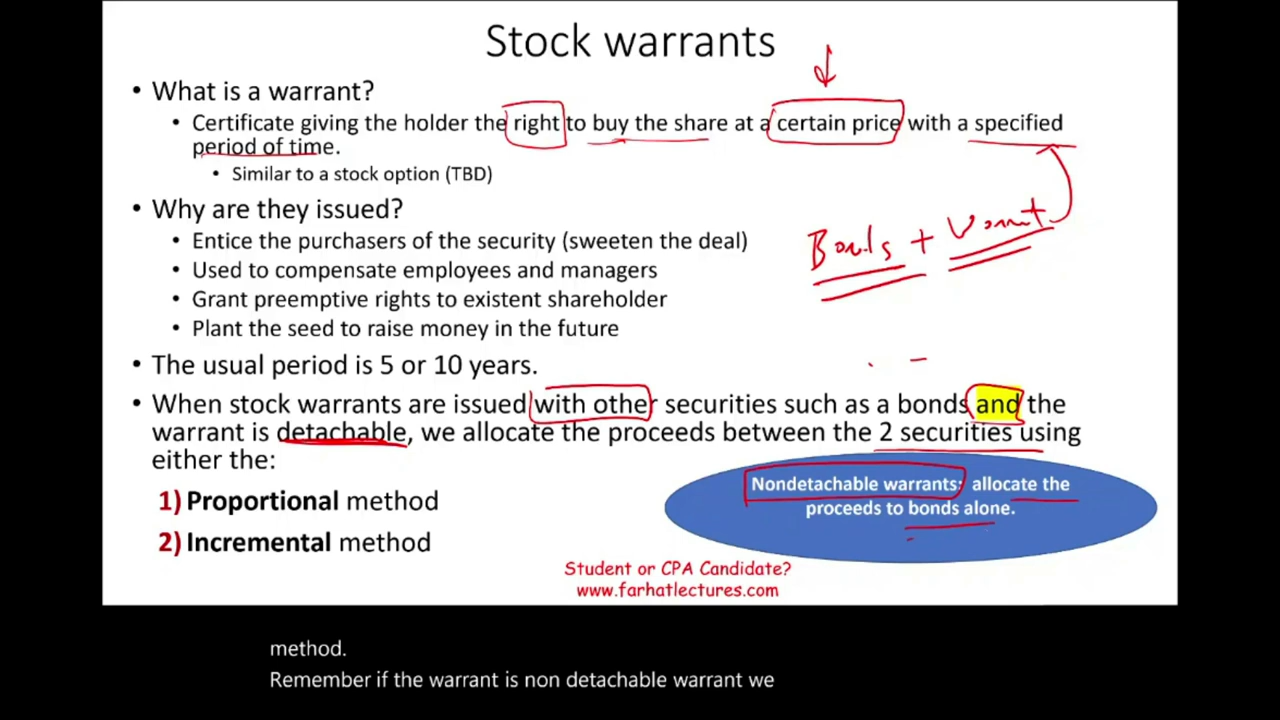 Stock warrants
• What is a warrant?
• Certificate giving the holder the right to buy the share at a certain price with a specified
period of time.
• Similar to a stock option (TBD)
• Why are they issued?
• Entice the purchasers of the security (sweeten the deal)
• Used to compensate employees and managers
Bonds + Warrant
• Grant preemptive rights to existent shareholder
• Plant the seed to raise money in the future
• The usual period is 5 or 10 years.
• When stock warrants are issued with other securities such as a bonds and the
warrant is detachable, we allocate the proceeds between the 2 securities using
either the:
1) Proportional method
2) Incremental method
Nondetachable warrants: allocate the
proceeds to bonds alone.
Student or CPA Candidate?
www.farhatlectures.com
method.
Remember if the warrant is non detachable warrant we